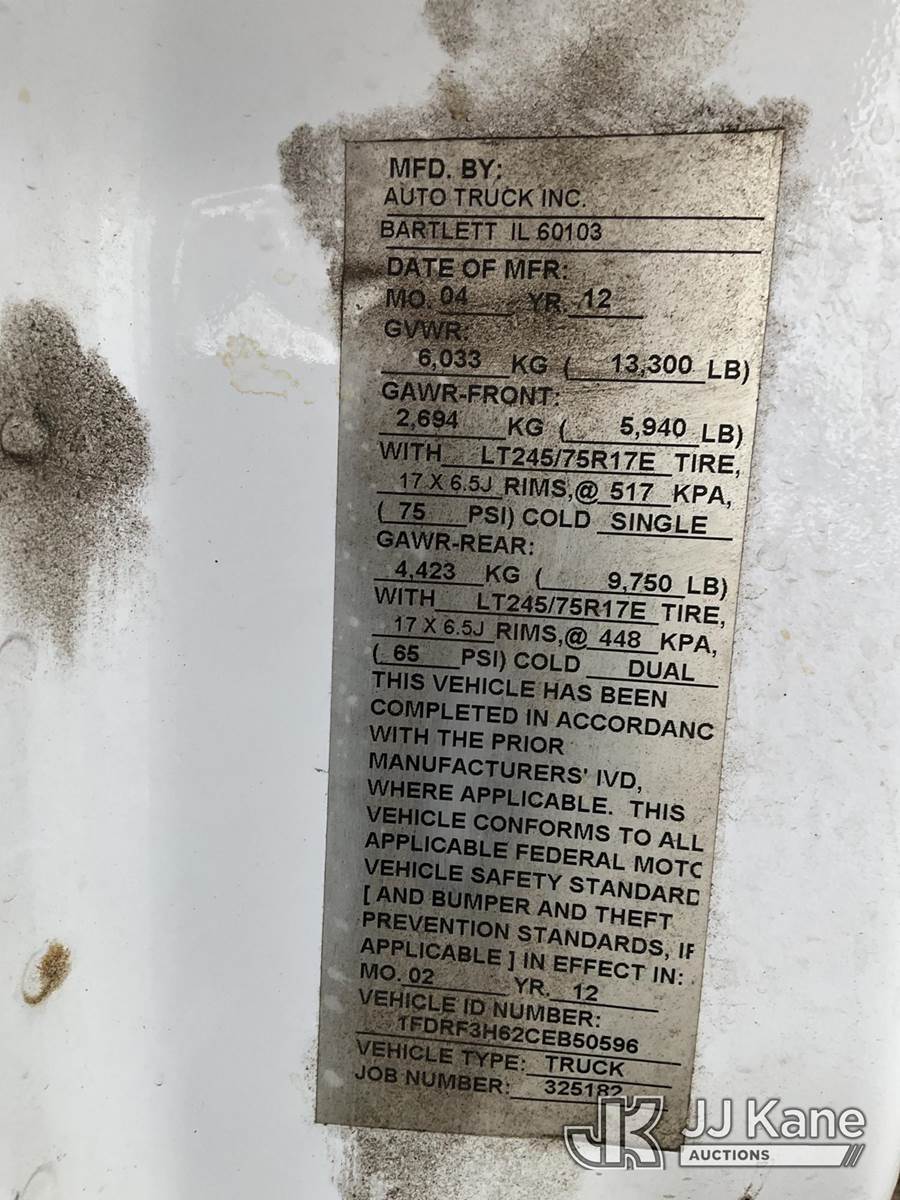 MFD. BY:
AUTO TRUCK INC.
BARTLETT IL 60103
DATE OF MFR:
MO. 04 YR. 12
GVWR:
6,033 KG ( 13,300 LB)
GAWR-FRONT:
2,694 KG ( 5,940 LB)
WITH LT245/75R17E TIRE,
17 X 6.5J RIMS,@ 517 KPA,
( 75 PSI) COLD SINGLE
GAWR-REAR:
4,423 KG ( 9,750 LB)
WITH LT245/75R17E TIRE,
17 X 6.5J RIMS,@ 448 KPA,
( 65 PSI) COLD DUAL
THIS VEHICLE HAS BEEN
COMPLETED IN ACCORDANC
WITH THE PRIOR
MANUFACTURERS' IVD,
WHERE APPLICABLE. THIS
VEHICLE CONFORMS TO ALL
APPLICABLE FEDERAL MOTO
VEHICLE SAFETY STANDARD
[ AND BUMPER AND THEFT
PREVENTION STANDARDS, IF
APPLICABLE ] IN EFFECT IN:
MO. 02 YR. 12
VEHICLE ID NUMBER:
1FDRF3H62CEB50596
VEHICLE TYPE: TRUCK
JOB NUMBER: 325182
JK JJ Kane
AUCTIONS